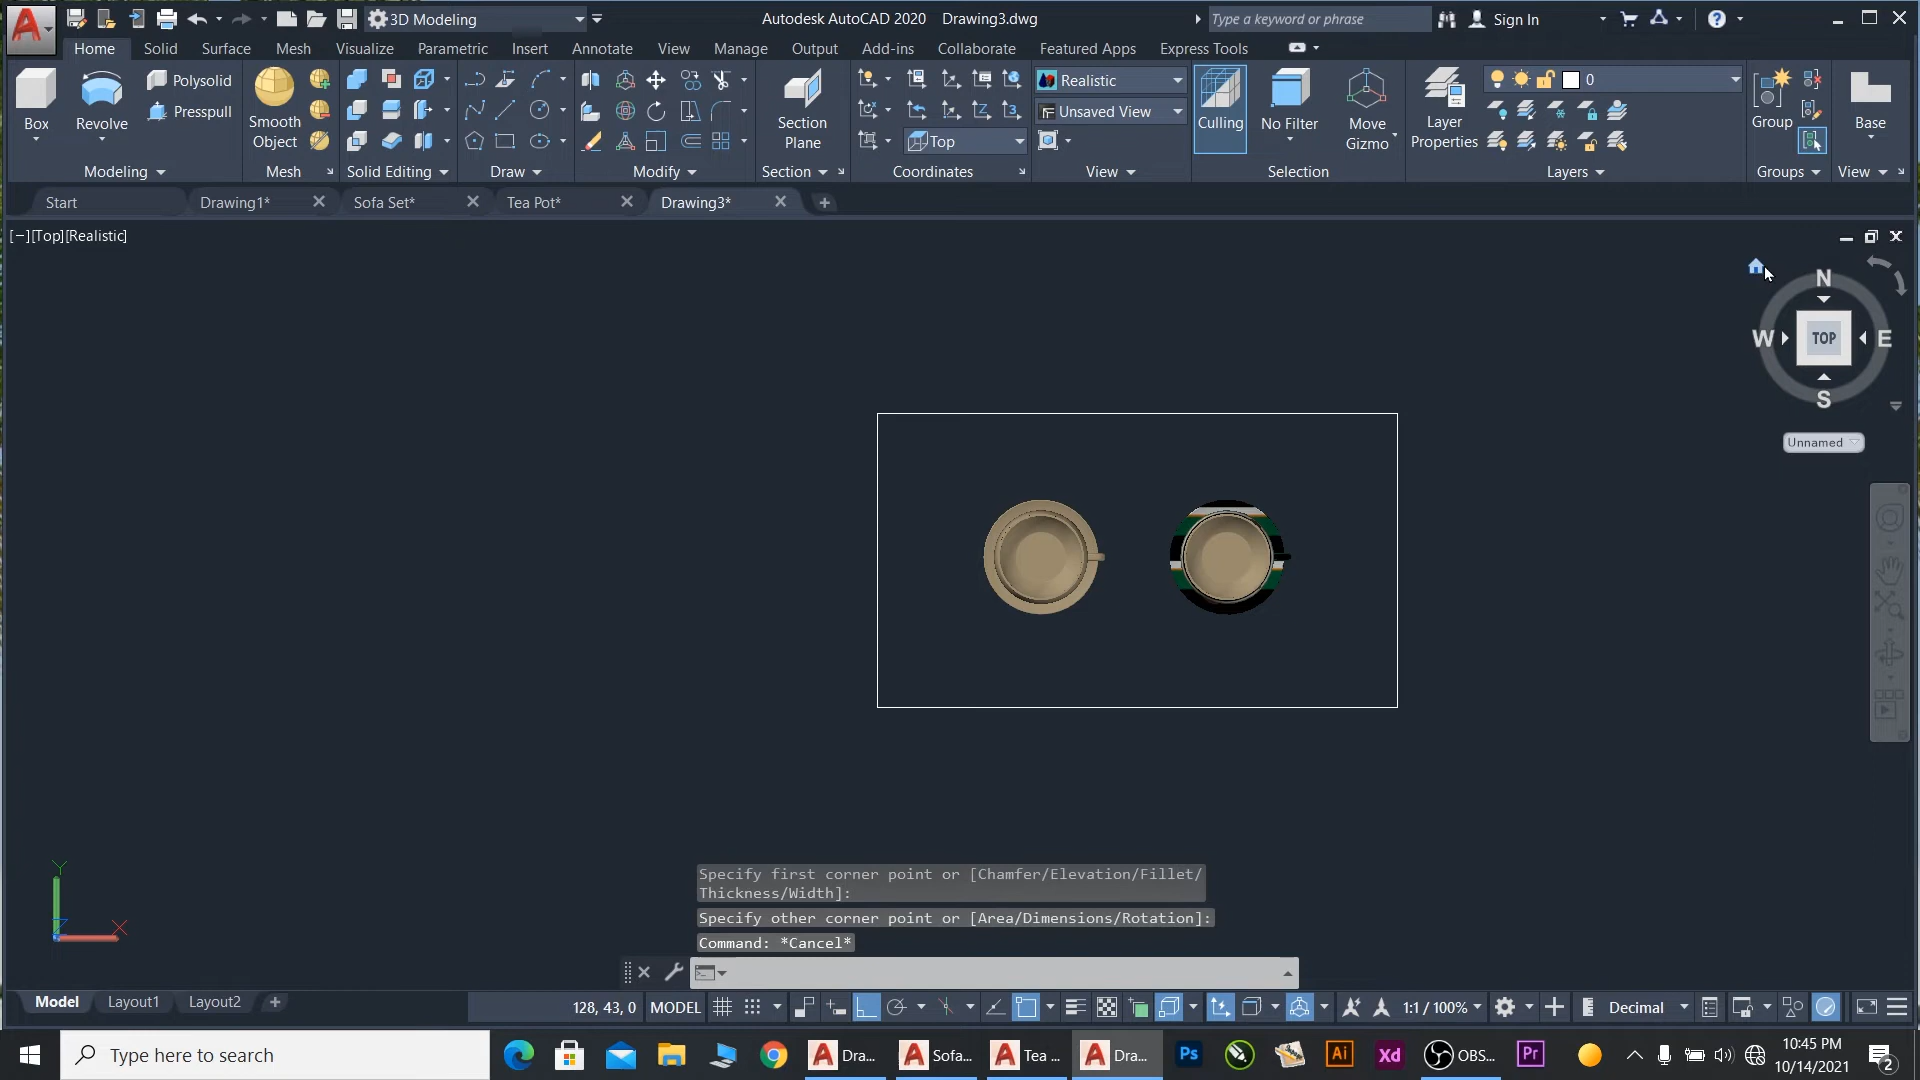 3D Modeling
Autodesk AutoCAD 2020 Drawing3.dwg
Type a keyword or phrase
Sign In
Home Solid Surface Mesh Visualize Parametric Insert Annotate View Manage Output Add-ins Collaborate Featured Apps Express Tools
Box
Revolve
Polysolid
Presspull
Smooth
Object
Section
Plane
Top
Realistic
Unsaved View
Culling
No Filter
Move
Gizmo
Layer
Properties
0
Group
Base
Modeling Mesh Solid Editing Draw Modify Section Coordinates View Selection Layers Groups View
Start Drawing1* Sofa Set* Tea Pot* Drawing3*
[−][Top][Realistic]
N
W TOP E
S
Unnamed
Y
X
Z
Specify first corner point or [Chamfer/Elevation/Fillet/
Thickness/Width]:
Specify other corner point or [Area/Dimensions/Rotation]:
Command: *Cancel*
Model Layout1 Layout2
128, 43, 0 MODEL 1:1 / 100% Decimal
Type here to search
Dra... Sofa... Tea ... Dra... Ps Ai Xd OBS... Pr
10:45 PM
10/14/2021
2